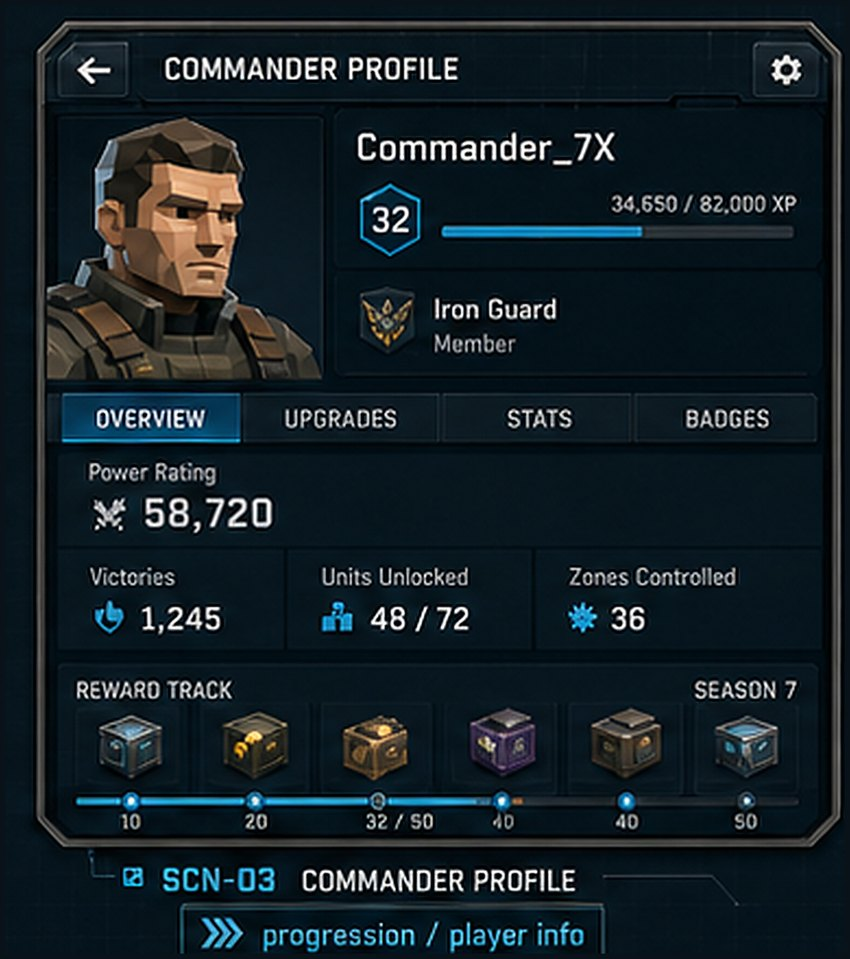 COMMANDER PROFILE
Commander_7X
32
34,650 / 82,000 XP
Iron Guard
Member
OVERVIEW UPGRADES STATS BADGES
Power Rating
58,720
Victories Units Unlocked Zones Controlled
1,245 48 / 72 36
REWARD TRACK SEASON 7
10 20 32 / 50 40 40 50
SCN-03 COMMANDER PROFILE
progression / player info